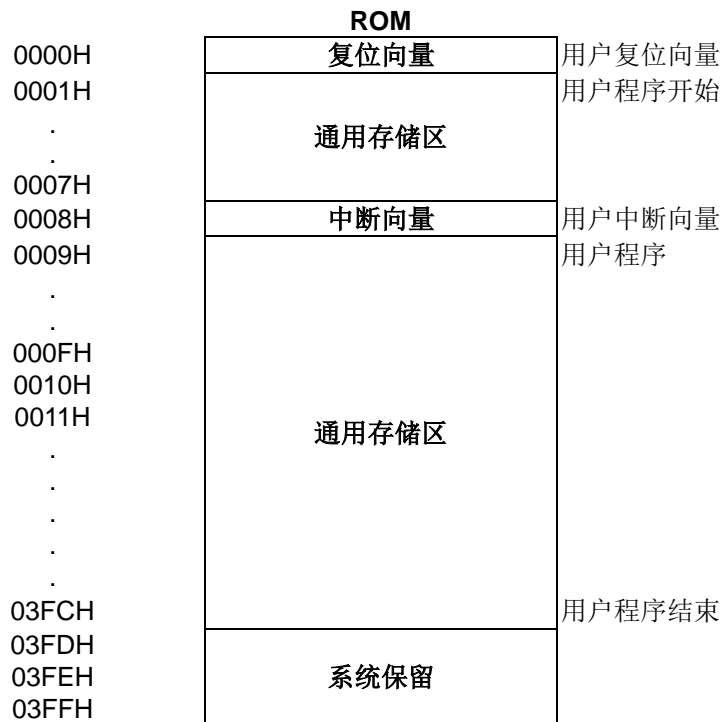 ROM
0000H 复位向量 用户复位向量
0001H 用户程序开始
.
通用存储区
.
0007H
0008H 中断向量 用户中断向量
0009H 用户程序
.
.
000FH
0010H
0011H
通用存储区
.
.
.
.
.
03FCH 用户程序结束
03FDH
03FEH 系统保留
03FFH